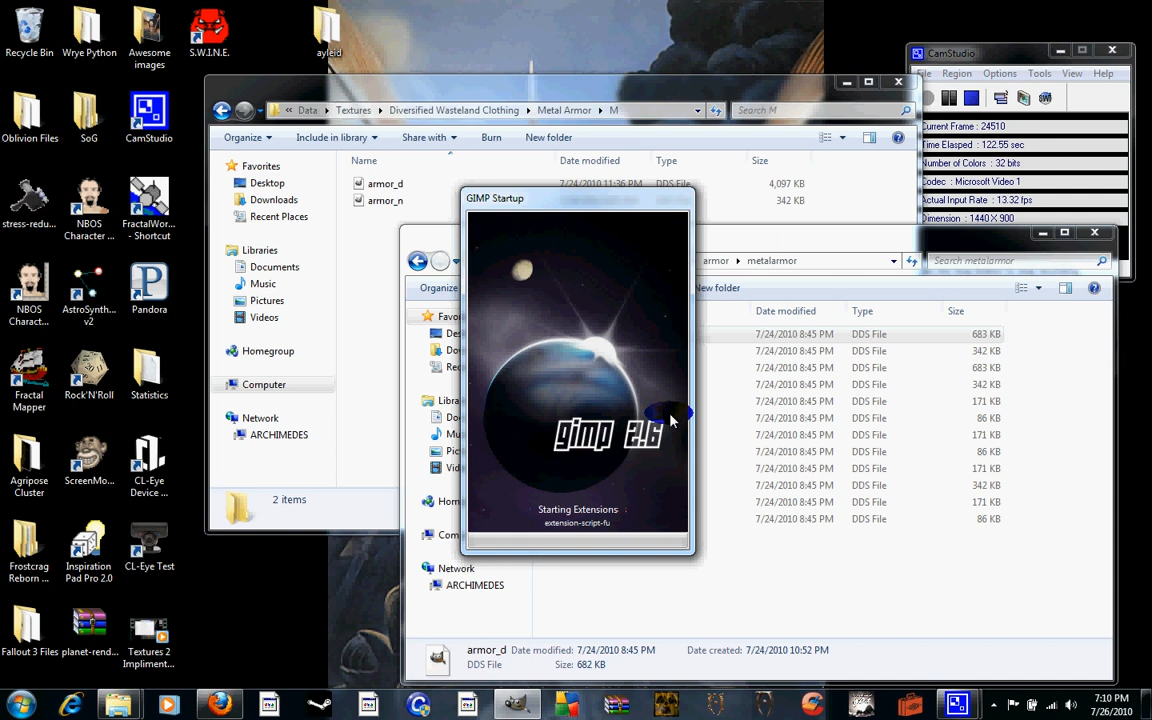 Recycle Bin
Wrye Python
Awesome images
S.W.I.N.E.
ayleid
Oblivion Files
SoG
CamStudio
stress-redu...
NBOS Character ...
FractalWor... - Shortcut
NBOS Charact...
AstroSynth... v2
Pandora
Fractal Mapper
Rock'N'Roll
Statistics
Agripose Cluster
ScreenMo...
CL-Eye Device ...
Frostcrag Reborn ...
Inspiration Pad Pro 2.0
CL-Eye Test
Fallout 3 Files
planet-rend...
Textures 2 Impliment...
« Data Textures Diversified Wasteland Clothing Metal Armor M
Search M
Organize Include in library Share with Burn New folder
Name Date modified Type Size
Favorites
Desktop
Downloads
Recent Places
Libraries
Documents
Music
Pictures
Videos
Homegroup
Computer
Network
ARCHIMEDES
armor_d 7/24/2010 11:36 PM DDS File 4,097 KB
armor_n 342 KB
2 items
CamStudio
File Region Options Tools View Help
Current Frame : 24510
Time Elasped : 122.55 sec
Number of Colors : 32 bits
Codec : Microsoft Video 1
Actual Input Rate : 13.32 fps
Dimension : 1440 X 900
GIMP Startup
gimp 2.6
Starting Extensions
extension-script-fu
armor metalarmor
Search metalarmor
Organize
New folder
Date modified Type Size
7/24/2010 8:45 PM DDS File 683 KB
7/24/2010 8:45 PM DDS File 342 KB
7/24/2010 8:45 PM DDS File 683 KB
7/24/2010 8:45 PM DDS File 342 KB
7/24/2010 8:45 PM DDS File 171 KB
7/24/2010 8:45 PM DDS File 86 KB
7/24/2010 8:45 PM DDS File 171 KB
7/24/2010 8:45 PM DDS File 86 KB
7/24/2010 8:45 PM DDS File 171 KB
7/24/2010 8:45 PM DDS File 342 KB
7/24/2010 8:45 PM DDS File 171 KB
7/24/2010 8:45 PM DDS File 86 KB
Favo
Des
Do
Rec
Libra
Do
Mu
Pic
Vid
Hom
Com
Network
ARCHIMEDES
armor_d Date modified: 7/24/2010 8:45 PM Date created: 7/24/2010 10:52 PM
DDS File Size: 682 KB
7:10 PM
7/26/2010